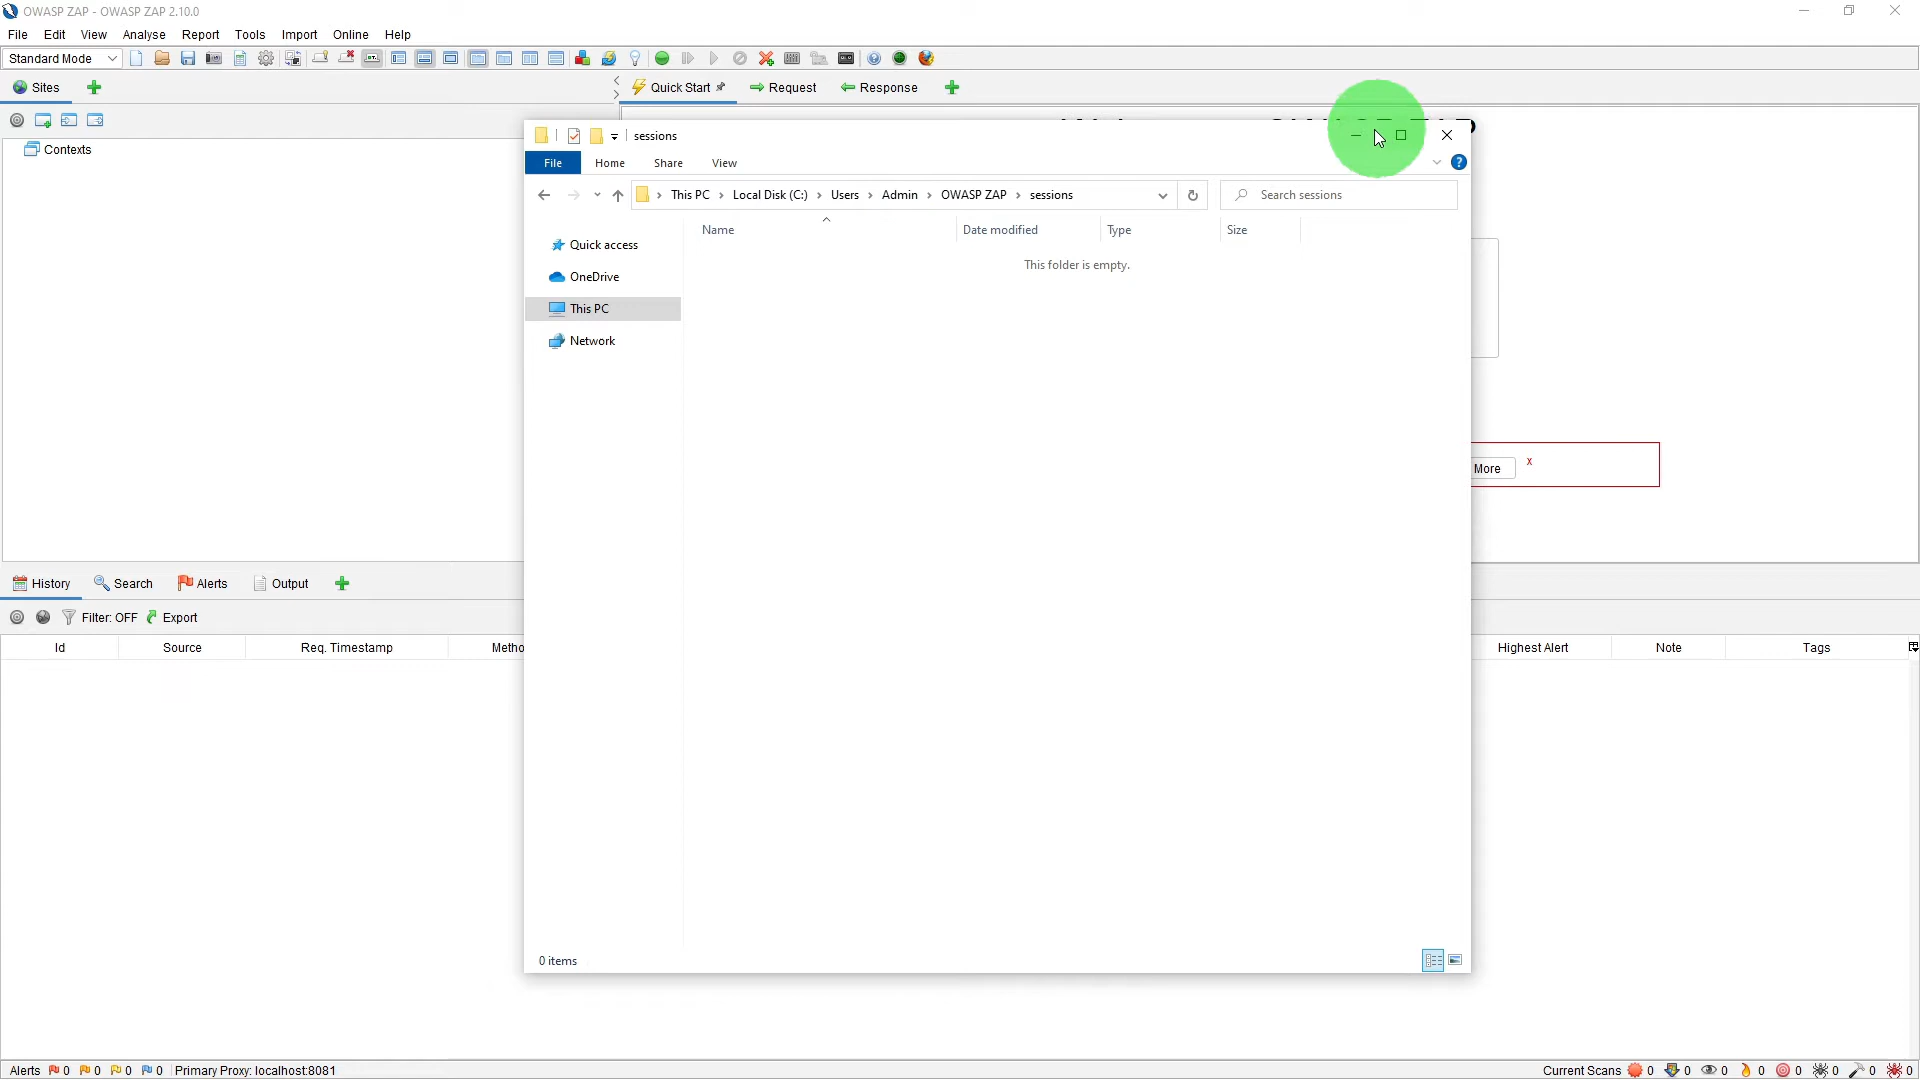 OWASP ZAP - OWASP ZAP 2.10.0
File Edit View Analyse Report Tools Import Online Help
Standard Mode
Sites
Quick Start Request Response
Contexts
sessions
File Home Share View
This PC > Local Disk (C:) > Users > Admin > OWASP ZAP > sessions
Search sessions
Name Date modified Type Size
This folder is empty.
Quick access
OneDrive
This PC
Network
More x
0 items
History Search Alerts Output
Filter: OFF Export
Id Source Req. Timestamp Metho Highest Alert Note Tags
Alerts 0 0 0 0 Primary Proxy: localhost:8081 Current Scans 0 0 0 0 0 0 0 0